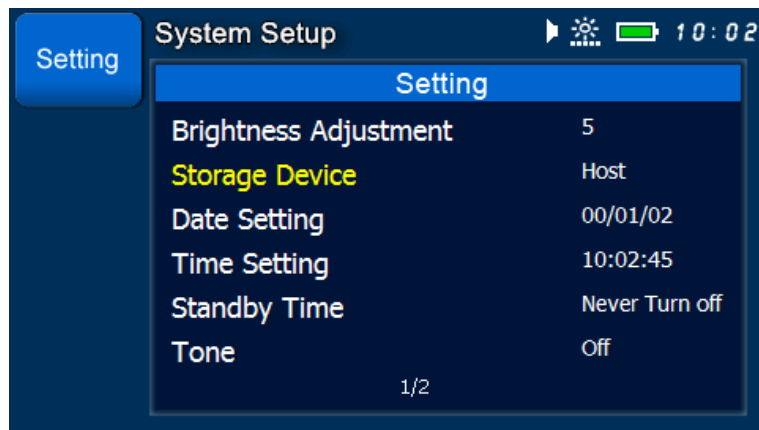 Setting
System Setup
10:02
Setting
Brightness Adjustment 5
Storage Device Host
Date Setting 00/01/02
Time Setting 10:02:45
Standby Time Never Turn off
Tone Off
1/2